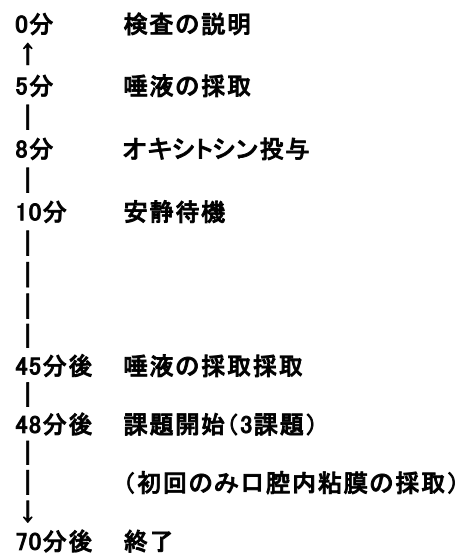 0分 検査の説明
↑
5分 唾液の採取
|
8分 オキシトシン投与
|
10分 安静待機
|
|
|
|
45分後 唾液の採取採取
|
48分後 課題開始(3課題)
|
| (初回のみ口腔内粘膜の採取)
↓
70分後 終了